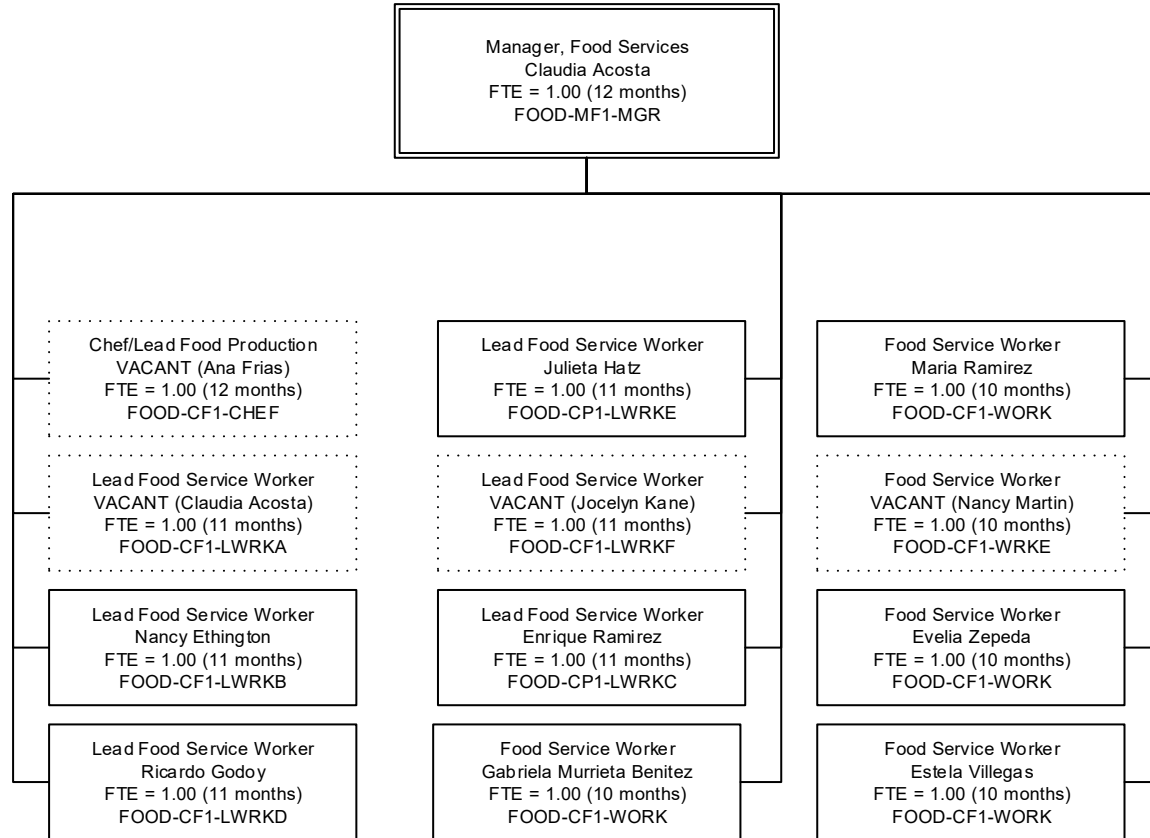 Manager, Food Services
Claudia Acosta
FTE = 1.00 (12 months)
FOOD-MF1-MGR
Chef/Lead Food Production
VACANT (Ana Frias)
FTE = 1.00 (12 months)
FOOD-CF1-CHEF
Lead Food Service Worker
VACANT (Claudia Acosta)
FTE = 1.00 (11 months)
FOOD-CF1-LWRKA
Lead Food Service Worker
Nancy Ethington
FTE = 1.00 (11 months)
FOOD-CF1-LWRKB
Lead Food Service Worker
Ricardo Godoy
FTE = 1.00 (11 months)
FOOD-CF1-LWRKD
Lead Food Service Worker
Julieta Hatz
FTE = 1.00 (11 months)
FOOD-CP1-LWRKE
Lead Food Service Worker
VACANT (Jocelyn Kane)
FTE = 1.00 (11 months)
FOOD-CF1-LWRKF
Lead Food Service Worker
Enrique Ramirez
FTE = 1.00 (11 months)
FOOD-CP1-LWRKC
Food Service Worker
Gabriela Murrieta Benitez
FTE = 1.00 (10 months)
FOOD-CF1-WORK
Food Service Worker
Maria Ramirez
FTE = 1.00 (10 months)
FOOD-CF1-WORK
Food Service Worker
VACANT (Nancy Martin)
FTE = 1.00 (10 months)
FOOD-CF1-WRKE
Food Service Worker
Evelia Zepeda
FTE = 1.00 (10 months)
FOOD-CF1-WORK
Food Service Worker
Estela Villegas
FTE = 1.00 (10 months)
FOOD-CF1-WORK